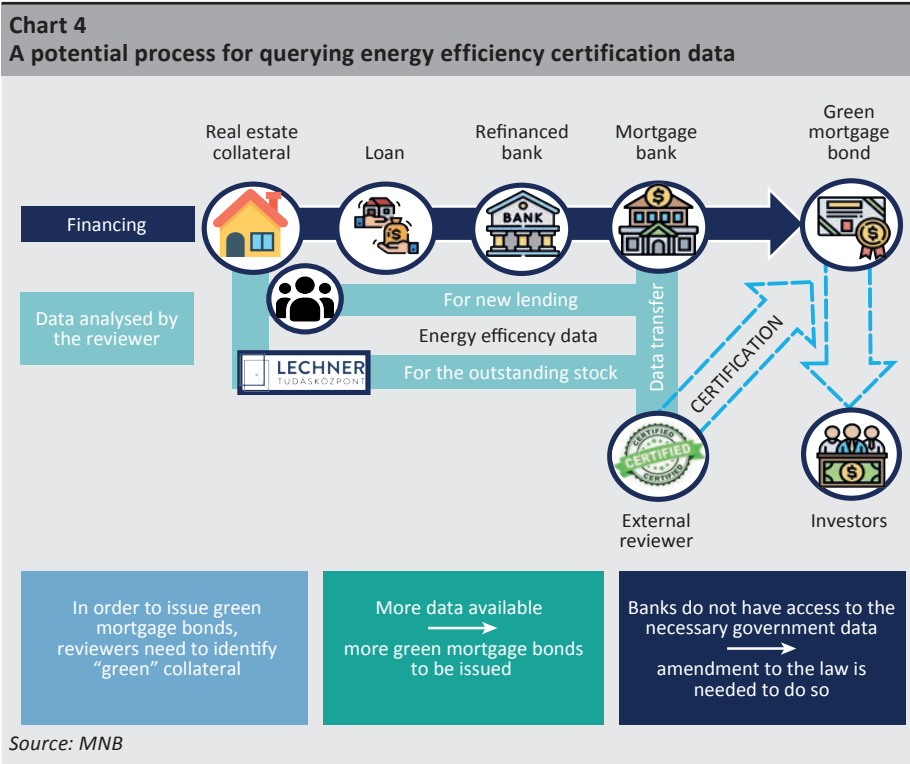 Chart 4
A potential process for querying energy efficiency certification data
Real estate
collateral
Loan
Refinanced
bank
Mortgage
bank
Green
mortgage
bond
Financing
BANK
Data analysed by
the reviewer
For new lending
Energy efficency data
LECHNER
TUDÁSKÖZPONT
For the outstanding stock
Data transfer
CERTIFICATION
CERTIFIED
CERTIFIED
CERTIFIED
External
reviewer
Investors
In order to issue green
mortgage bonds,
reviewers need to identify
“green” collateral
More data available
more green mortgage bonds
to be issued
Banks do not have access to the
necessary government data
amendment to the law is
needed to do so
Source: MNB